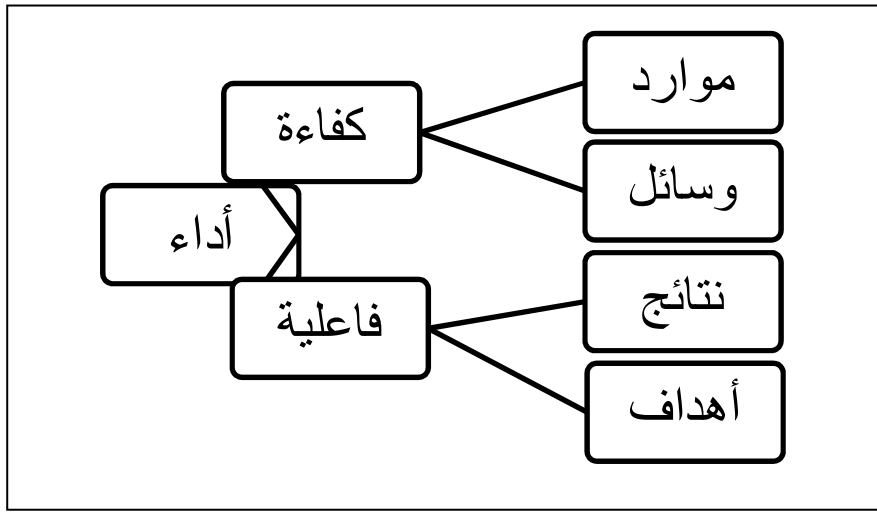 موارد
كفاءة
وسائل
أداء
نتائج
فاعلية
أهداف